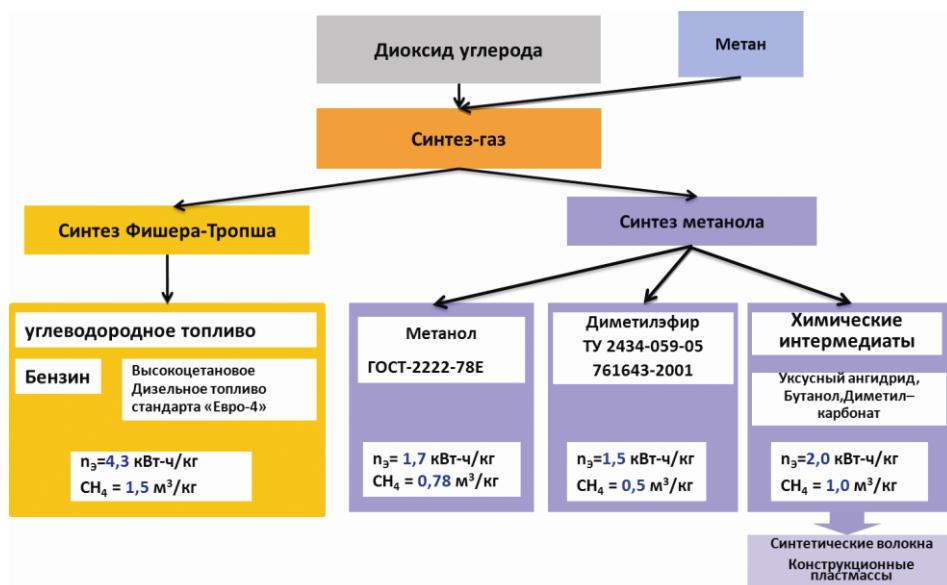 Диоксид углерода
Метан
Синтез-газ
Синтез Фишера-Тропша
Синтез метанола
углеводородное топливо
Бензин
Высокоцетановое
Дизельное топливо
стандарта «Евро-4»
nэ=4,3 кВт-ч/кг
CH₄ = 1,5 м³/кг
Метанол
ГОСТ-2222-78Е
nэ= 1,7 кВт-ч/кг
CH₄ = 0,78 м³/кг
Диметилэфир
ТУ 2434-059-05
761643-2001
nэ=1,5 кВт-ч/кг
CH₄ = 0,5 м³/кг
Химические
интермедиаты
Уксусный ангидрид,
Бутанол,Диметил–
карбонат
nэ=2,0 кВт-ч/кг
CH₄ = 1,0 м³/кг
Синтетические волокна
Конструкционные
пластмассы